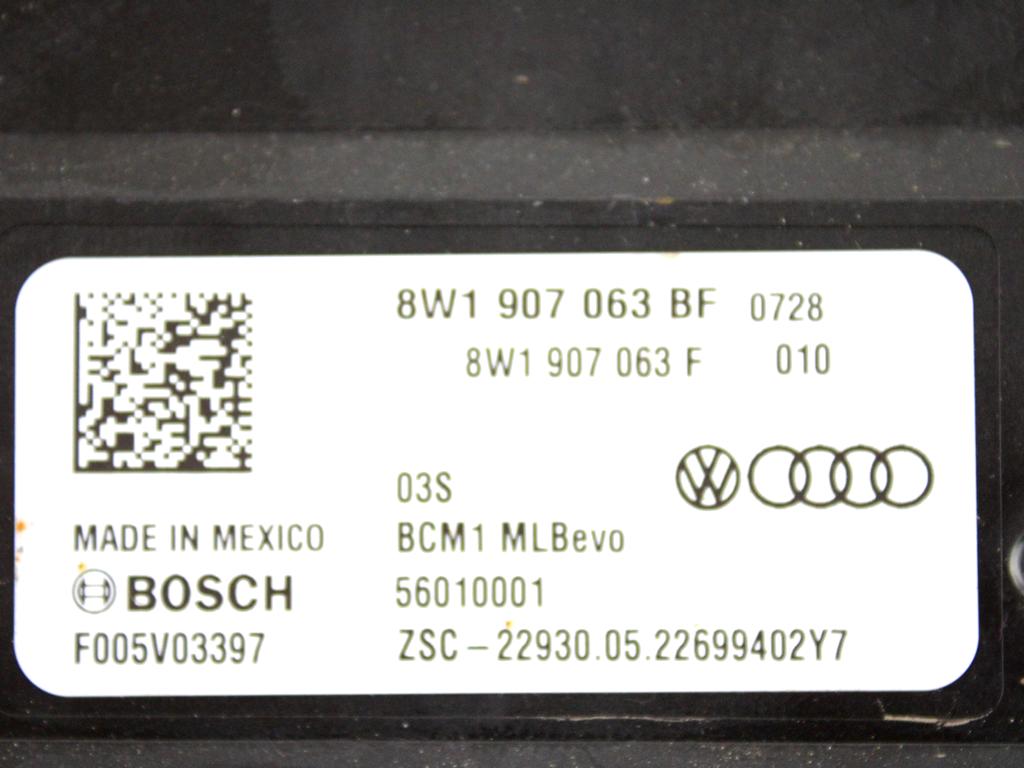 8W1 907 063 BF 0728
8W1 907 063 F 010
03S
MADE IN MEXICO BCM1 MLBevo
BOSCH 56010001
F005V03397 ZSC-22930.05.22699402Y7